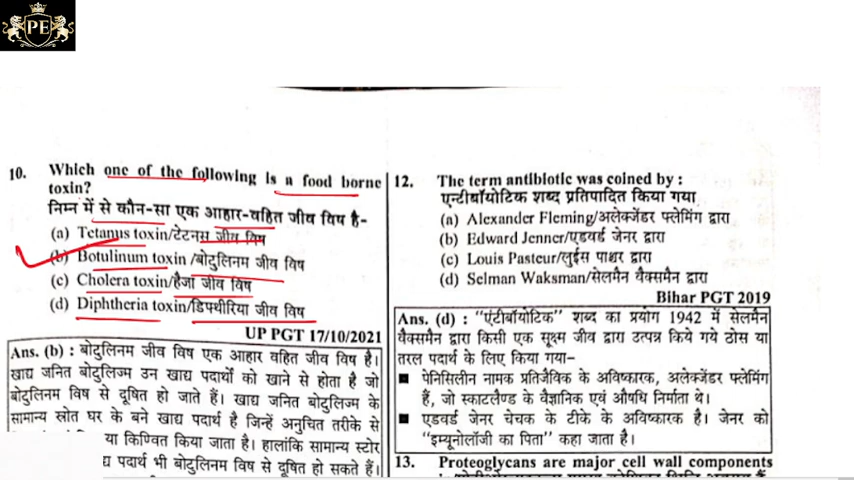 PE
10. Which one of the following is a food borne
toxin?
निम्न में से कौन-सा एक आहार-वहित जीव विष है-
(a) Tetanus toxin/टेटनस जीव विष
(b) Botulinum toxin /बोटुलिनम जीव विष
(c) Cholera toxin/हैजा जीव विष
(d) Diphtheria toxin/डिफ्थीरिया जीव विष
UP PGT 17/10/2021
Ans. (b) : बोटुलिनम जीव विष एक आहार वहित जीव विष है।
खाद्य जनित बोटुलिज्म उन खाद्य पदार्थों को खाने से होता है जो
बोटुलिनम विष से दूषित हो जाते हैं। खाद्य जनित बोटुलिज्म के
सामान्य स्रोत घर के बने खाद्य पदार्थ है जिन्हें अनुचित तरीके से
या किण्वित किया जाता है। हालांकि सामान्य स्टोर
पदार्थ भी बोटुलिनम विष से दूषित हो सकते हैं।
12. The term antibiotic was coined by :
एन्टीबॉयोटिक शब्द प्रतिपादित किया गया
(a) Alexander Fleming/अलेक्जेंडर फ्लेमिंग द्वारा
(b) Edward Jenner/एडवर्ड जेनर द्वारा
(c) Louis Pasteur/लुईस पाश्चर द्वारा
(d) Selman Waksman/सेलमैन वैक्समैन द्वारा
Bihar PGT 2019
Ans. (d) : “एंटीबॉयोटिक” शब्द का प्रयोग 1942 में सेलमैन
वैक्समैन द्वारा किसी एक सूक्ष्म जीव द्वारा उत्पन्न किये गये ठोस या
तरल पदार्थ के लिए किया गया–
■ पेनिसिलीन नामक प्रतिजैविक के अविष्कारक, अलेक्जेंडर फ्लेमिंग
हैं, जो स्काटलैण्ड के वैज्ञानिक एवं औषधि निर्माता थे।
■ एडवर्ड जेनर चेचक के टीके के अविष्कारक है। जेनर को
“इम्यूनोलॉजी का पिता” कहा जाता है।
13. Proteoglycans are major cell wall components